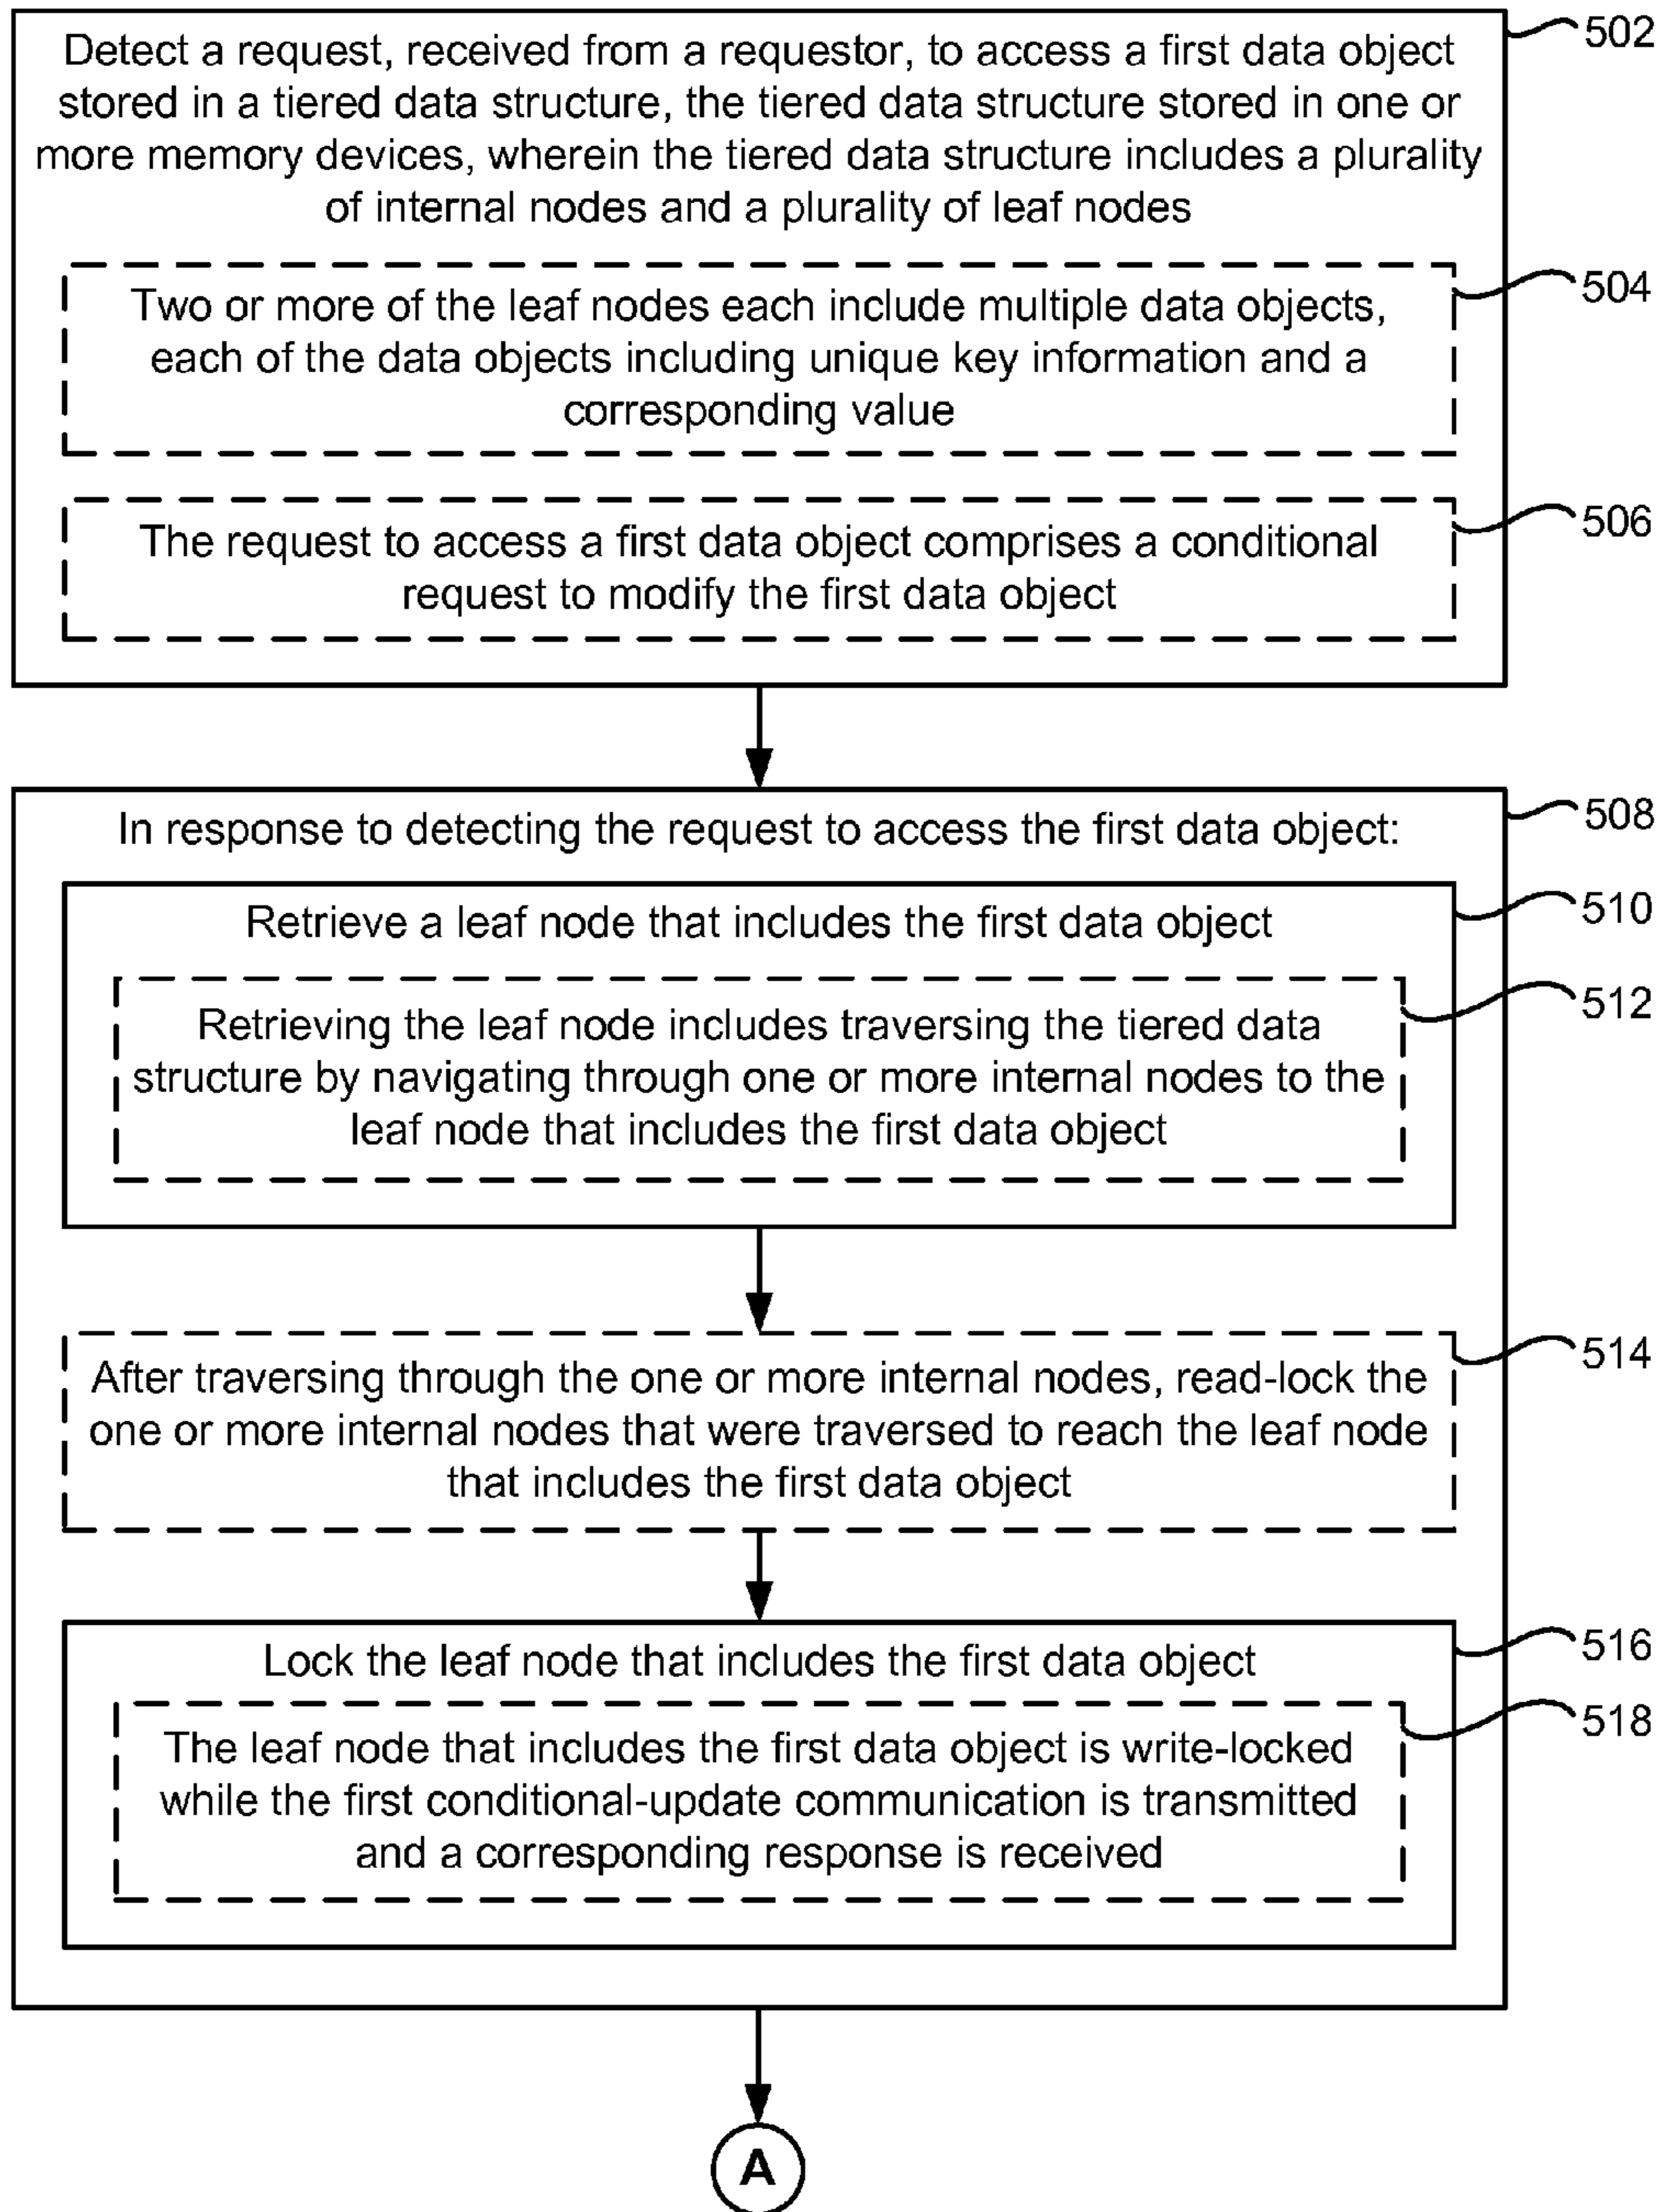 Detect a request, received from a requestor, to access a first data object
stored in a tiered data structure, the tiered data structure stored in one or
more memory devices, wherein the tiered data structure includes a plurality
of internal nodes and a plurality of leaf nodes
502
Two or more of the leaf nodes each include multiple data objects,
each of the data objects including unique key information and a
corresponding value
504
The request to access a first data object comprises a conditional
request to modify the first data object
506
In response to detecting the request to access the first data object:
508
Retrieve a leaf node that includes the first data object
510
Retrieving the leaf node includes traversing the tiered data
structure by navigating through one or more internal nodes to the
leaf node that includes the first data object
512
After traversing through the one or more internal nodes, read-lock the
one or more internal nodes that were traversed to reach the leaf node
that includes the first data object
514
Lock the leaf node that includes the first data object
516
The leaf node that includes the first data object is write-locked
while the first conditional-update communication is transmitted
and a corresponding response is received
518
A